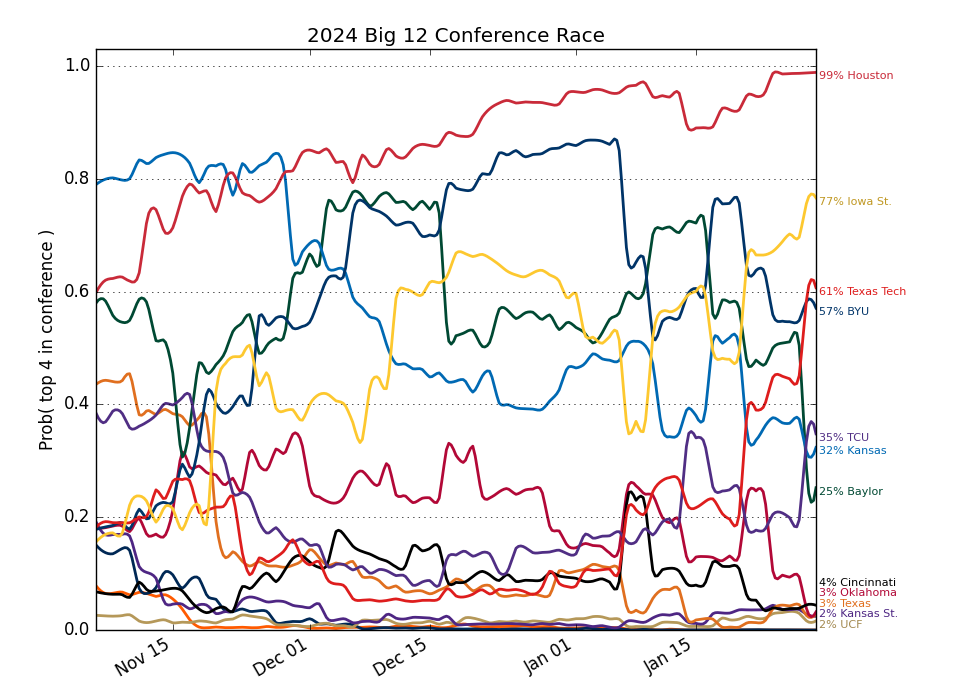 2024 Big 12 Conference Race
Prob( top 4 in conference )
1.0
0.8
0.6
0.4
0.2
0.0
Nov 15
Dec 01
Dec 15
Jan 01
Jan 15
99% Houston
77% Iowa St.
61% Texas Tech
57% BYU
35% TCU
32% Kansas
25% Baylor
4% Cincinnati
3% Oklahoma
3% Texas
2% Kansas St.
2% UCF